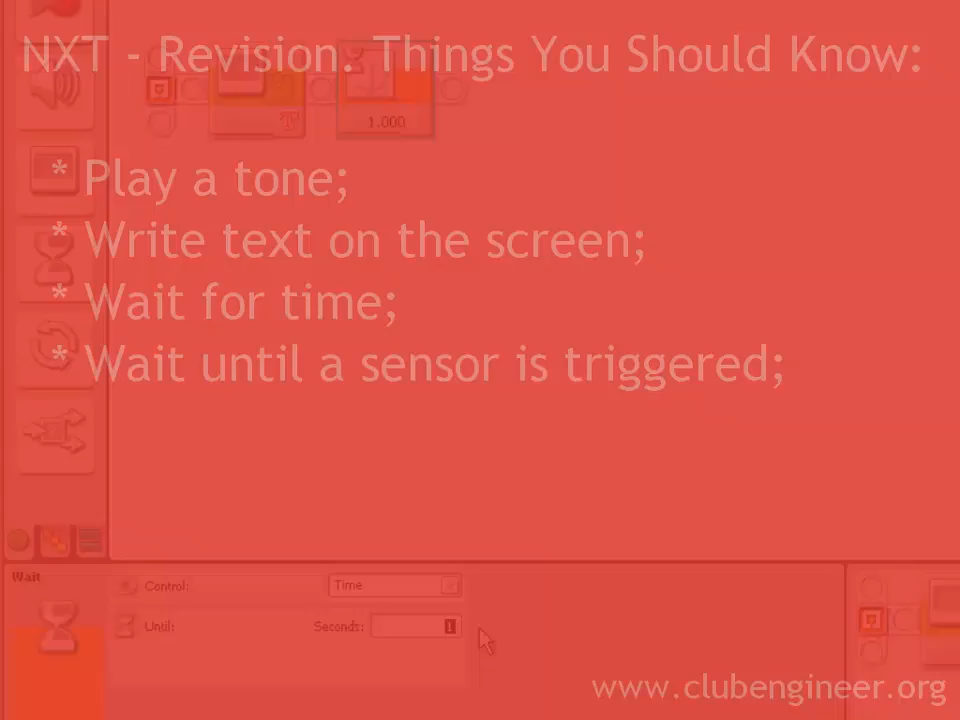 NXT - Revision. Things You Should Know:
1.000
* Play a tone;
* Write text on the screen;
* Wait for time;
* Wait until a sensor is triggered;
Wait
Control: Time
Until: Seconds: 1
www.clubengineer.org